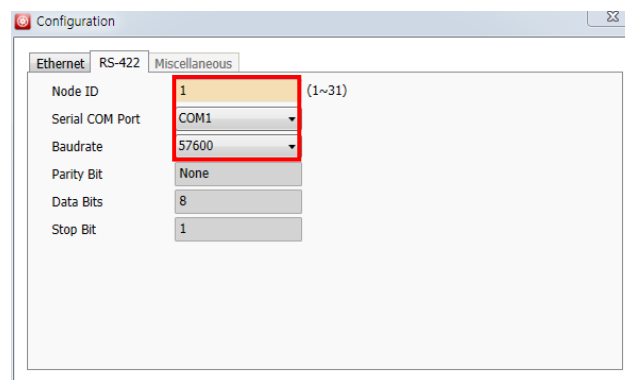 Configuration
Ethernet RS-422 Miscellaneous
Node ID 1 (1~31)
Serial COM Port COM1
Baudrate 57600
Parity Bit None
Data Bits 8
Stop Bit 1